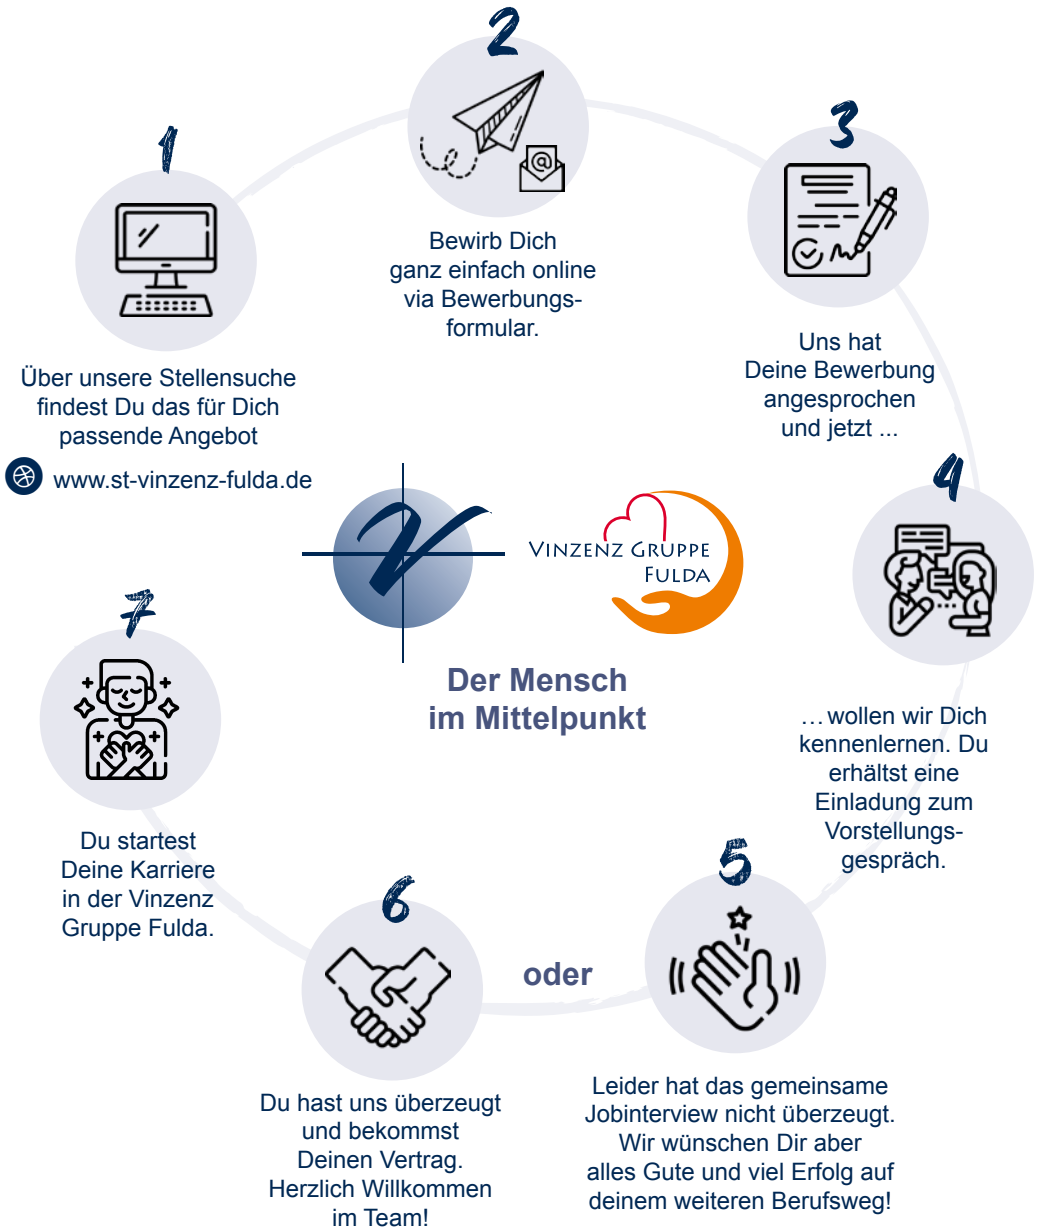 1
Über unsere Stellensuche
findest Du das für Dich
passende Angebot
www.st-vinzenz-fulda.de
2
@
Bewirb Dich
ganz einfach online
via Bewerbungs-
formular.
3
Uns hat
Deine Bewerbung
angesprochen
und jetzt ...
4
... wollen wir Dich
kennenlernen. Du
erhältst eine
Einladung zum
Vorstellungs-
gespräch.
VINZENZ GRUPPE
FULDA
Der Mensch
im Mittelpunkt
5
Leider hat das gemeinsame
Jobinterview nicht überzeugt.
Wir wünschen Dir aber
alles Gute und viel Erfolg auf
deinem weiteren Berufsweg!
oder
6
Du hast uns überzeugt
und bekommst
Deinen Vertrag.
Herzlich Willkommen
im Team!
7
Du startest
Deine Karriere
in der Vinzenz
Gruppe Fulda.